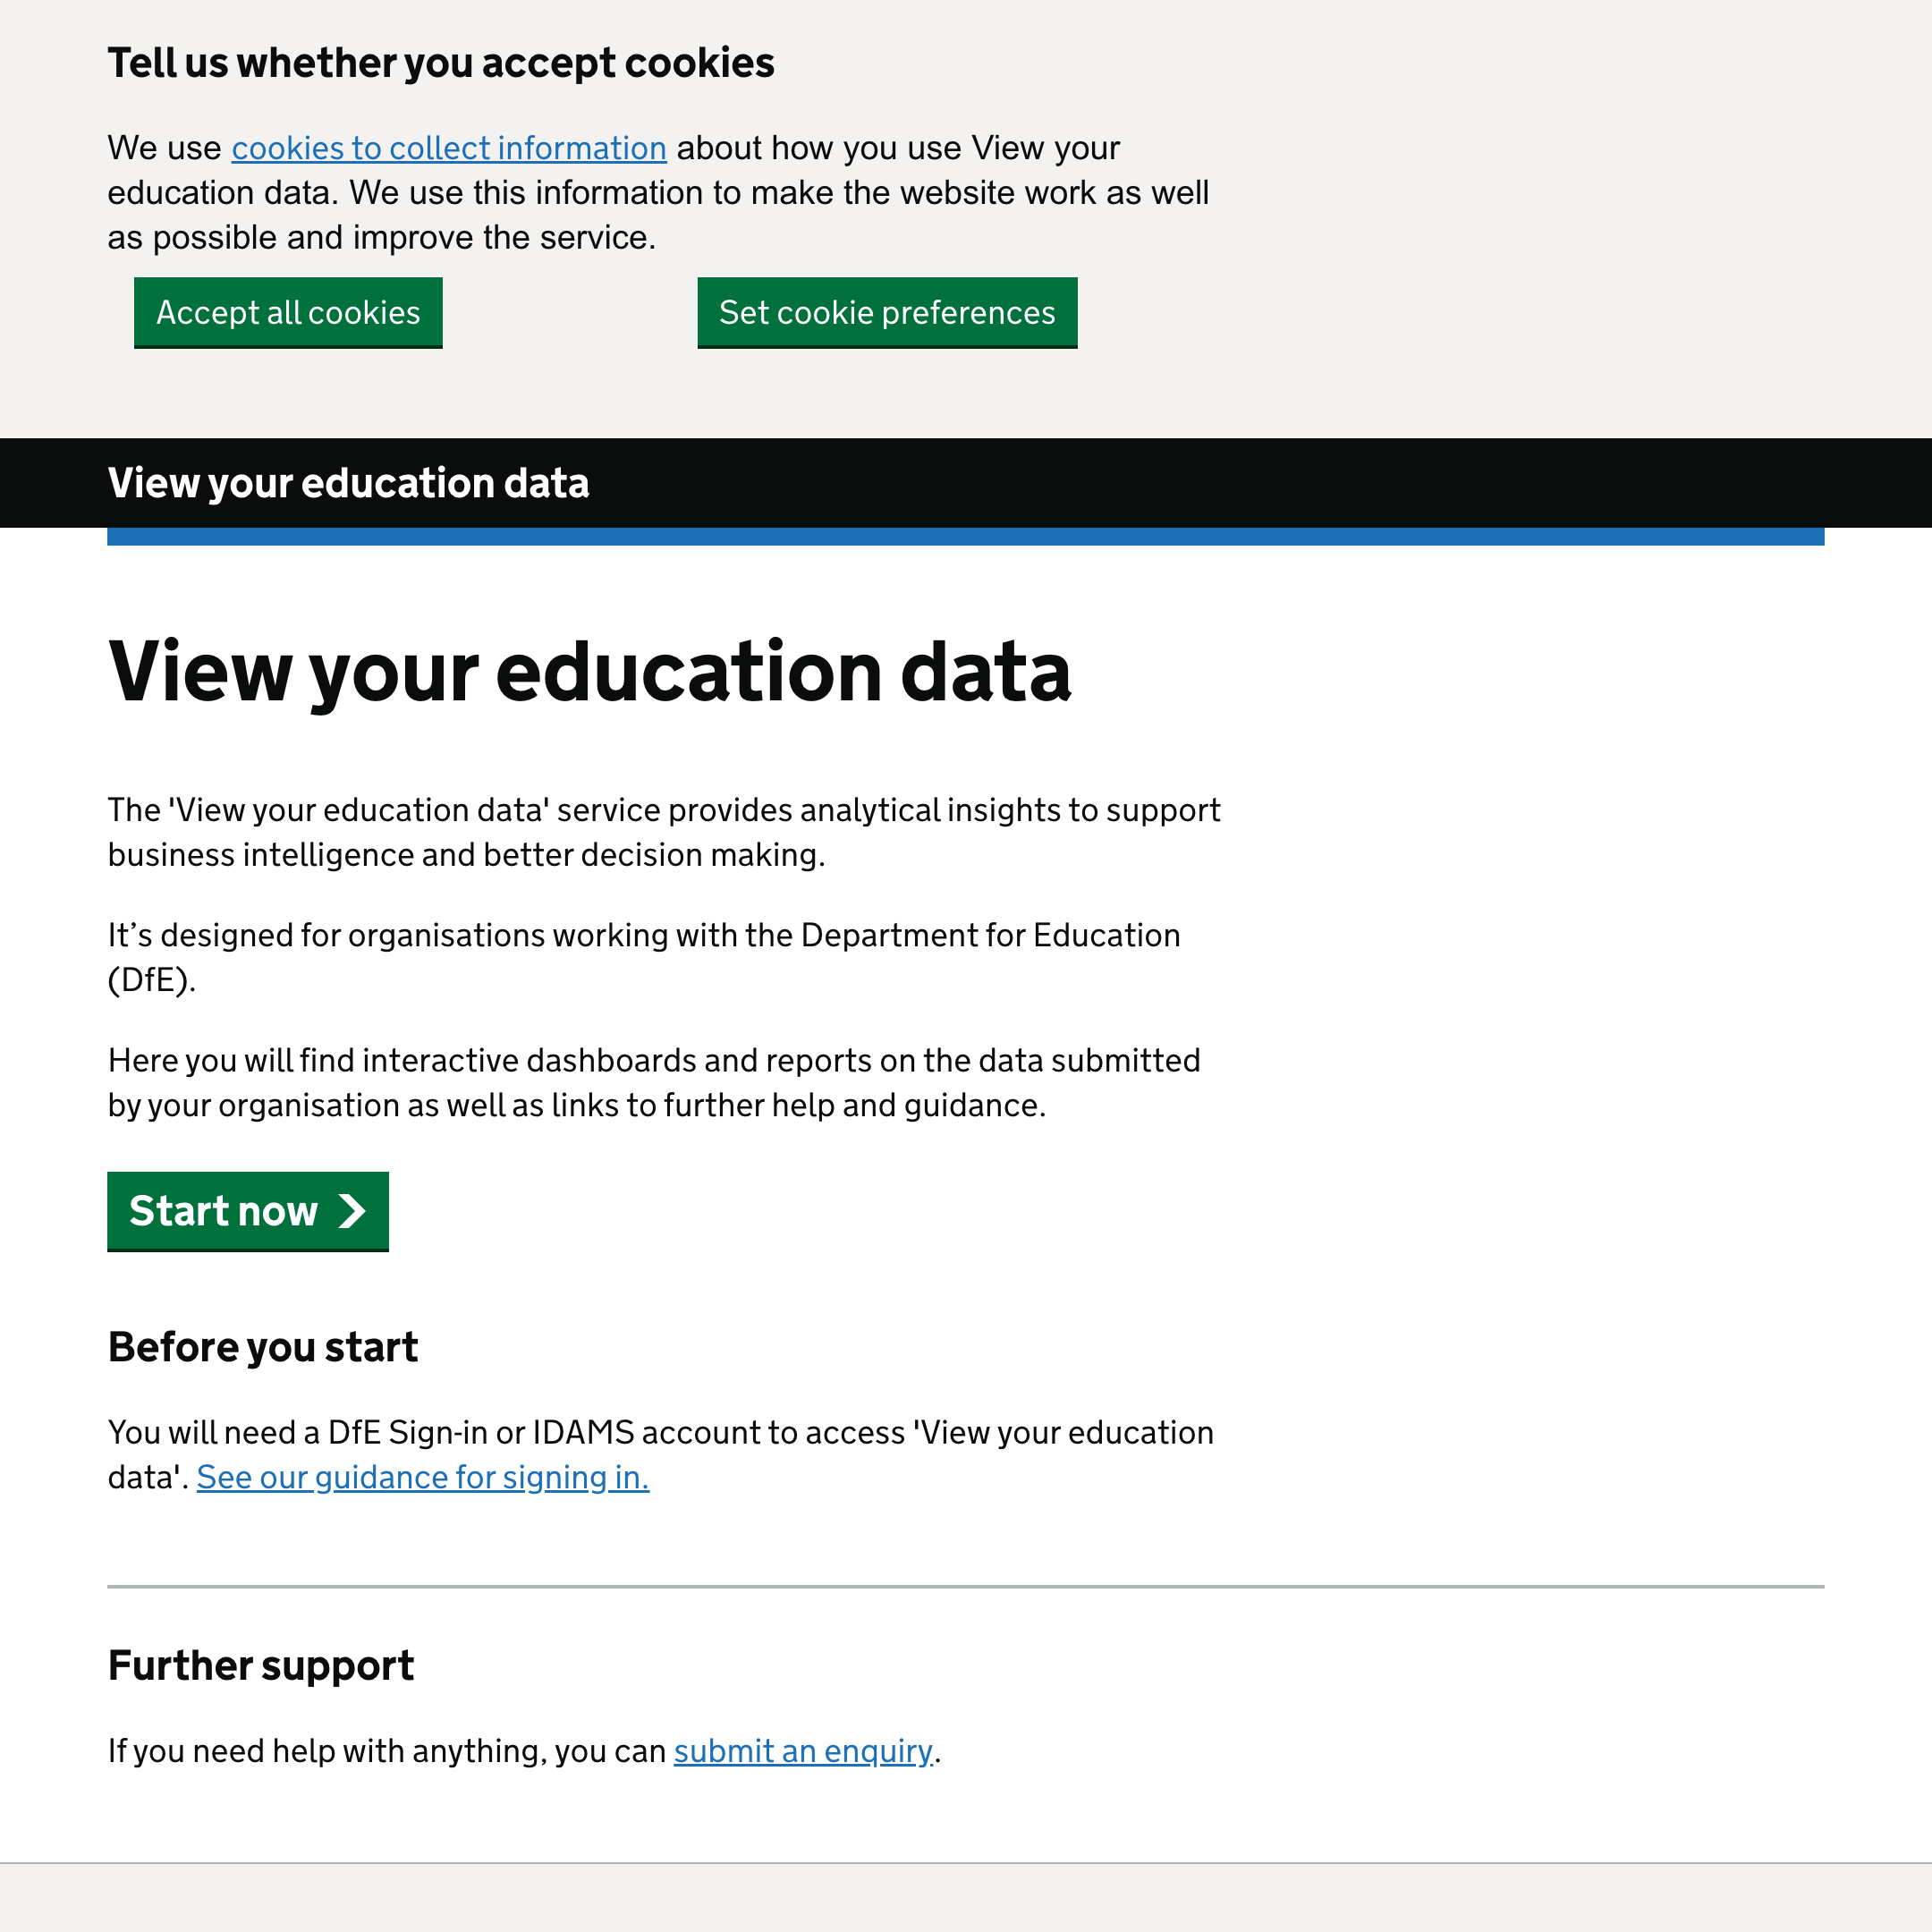 Tell us whether you accept cookies
We use cookies to collect information about how you use View your
education data. We use this information to make the website work as well
as possible and improve the service.
Accept all cookies
Set cookie preferences
View your education data
View your education data
The 'View your education data' service provides analytical insights to support
business intelligence and better decision making.
It’s designed for organisations working with the Department for Education
(DfE).
Here you will find interactive dashboards and reports on the data submitted
by your organisation as well as links to further help and guidance.
Start now
Before you start
You will need a DfE Sign-in or IDAMS account to access 'View your education
data'. See our guidance for signing in.
Further support
If you need help with anything, you can submit an enquiry.